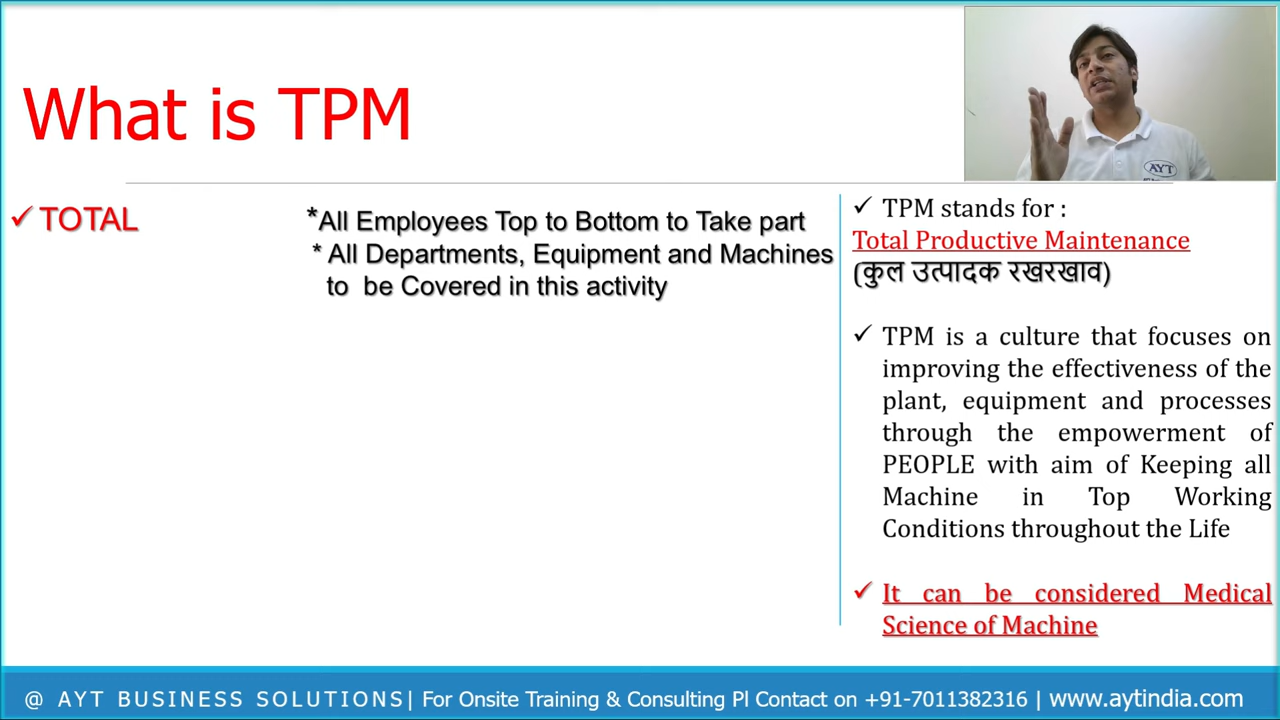 What is TPM
AYT
✓ TOTAL
*All Employees Top to Bottom to Take part
* All Departments, Equipment and Machines
to be Covered in this activity
✓ TPM stands for :
Total Productive Maintenance
(कुल उत्पादक रखरखाव)
✓ TPM is a culture that focuses on
improving the effectiveness of the
plant, equipment and processes
through the empowerment of
PEOPLE with aim of Keeping all
Machine in Top Working
Conditions throughout the Life
✓ It can be considered Medical
Science of Machine
@ AYT BUSINESS SOLUTIONS| For Onsite Training & Consulting Pl Contact on +91-7011382316 | www.aytindia.com